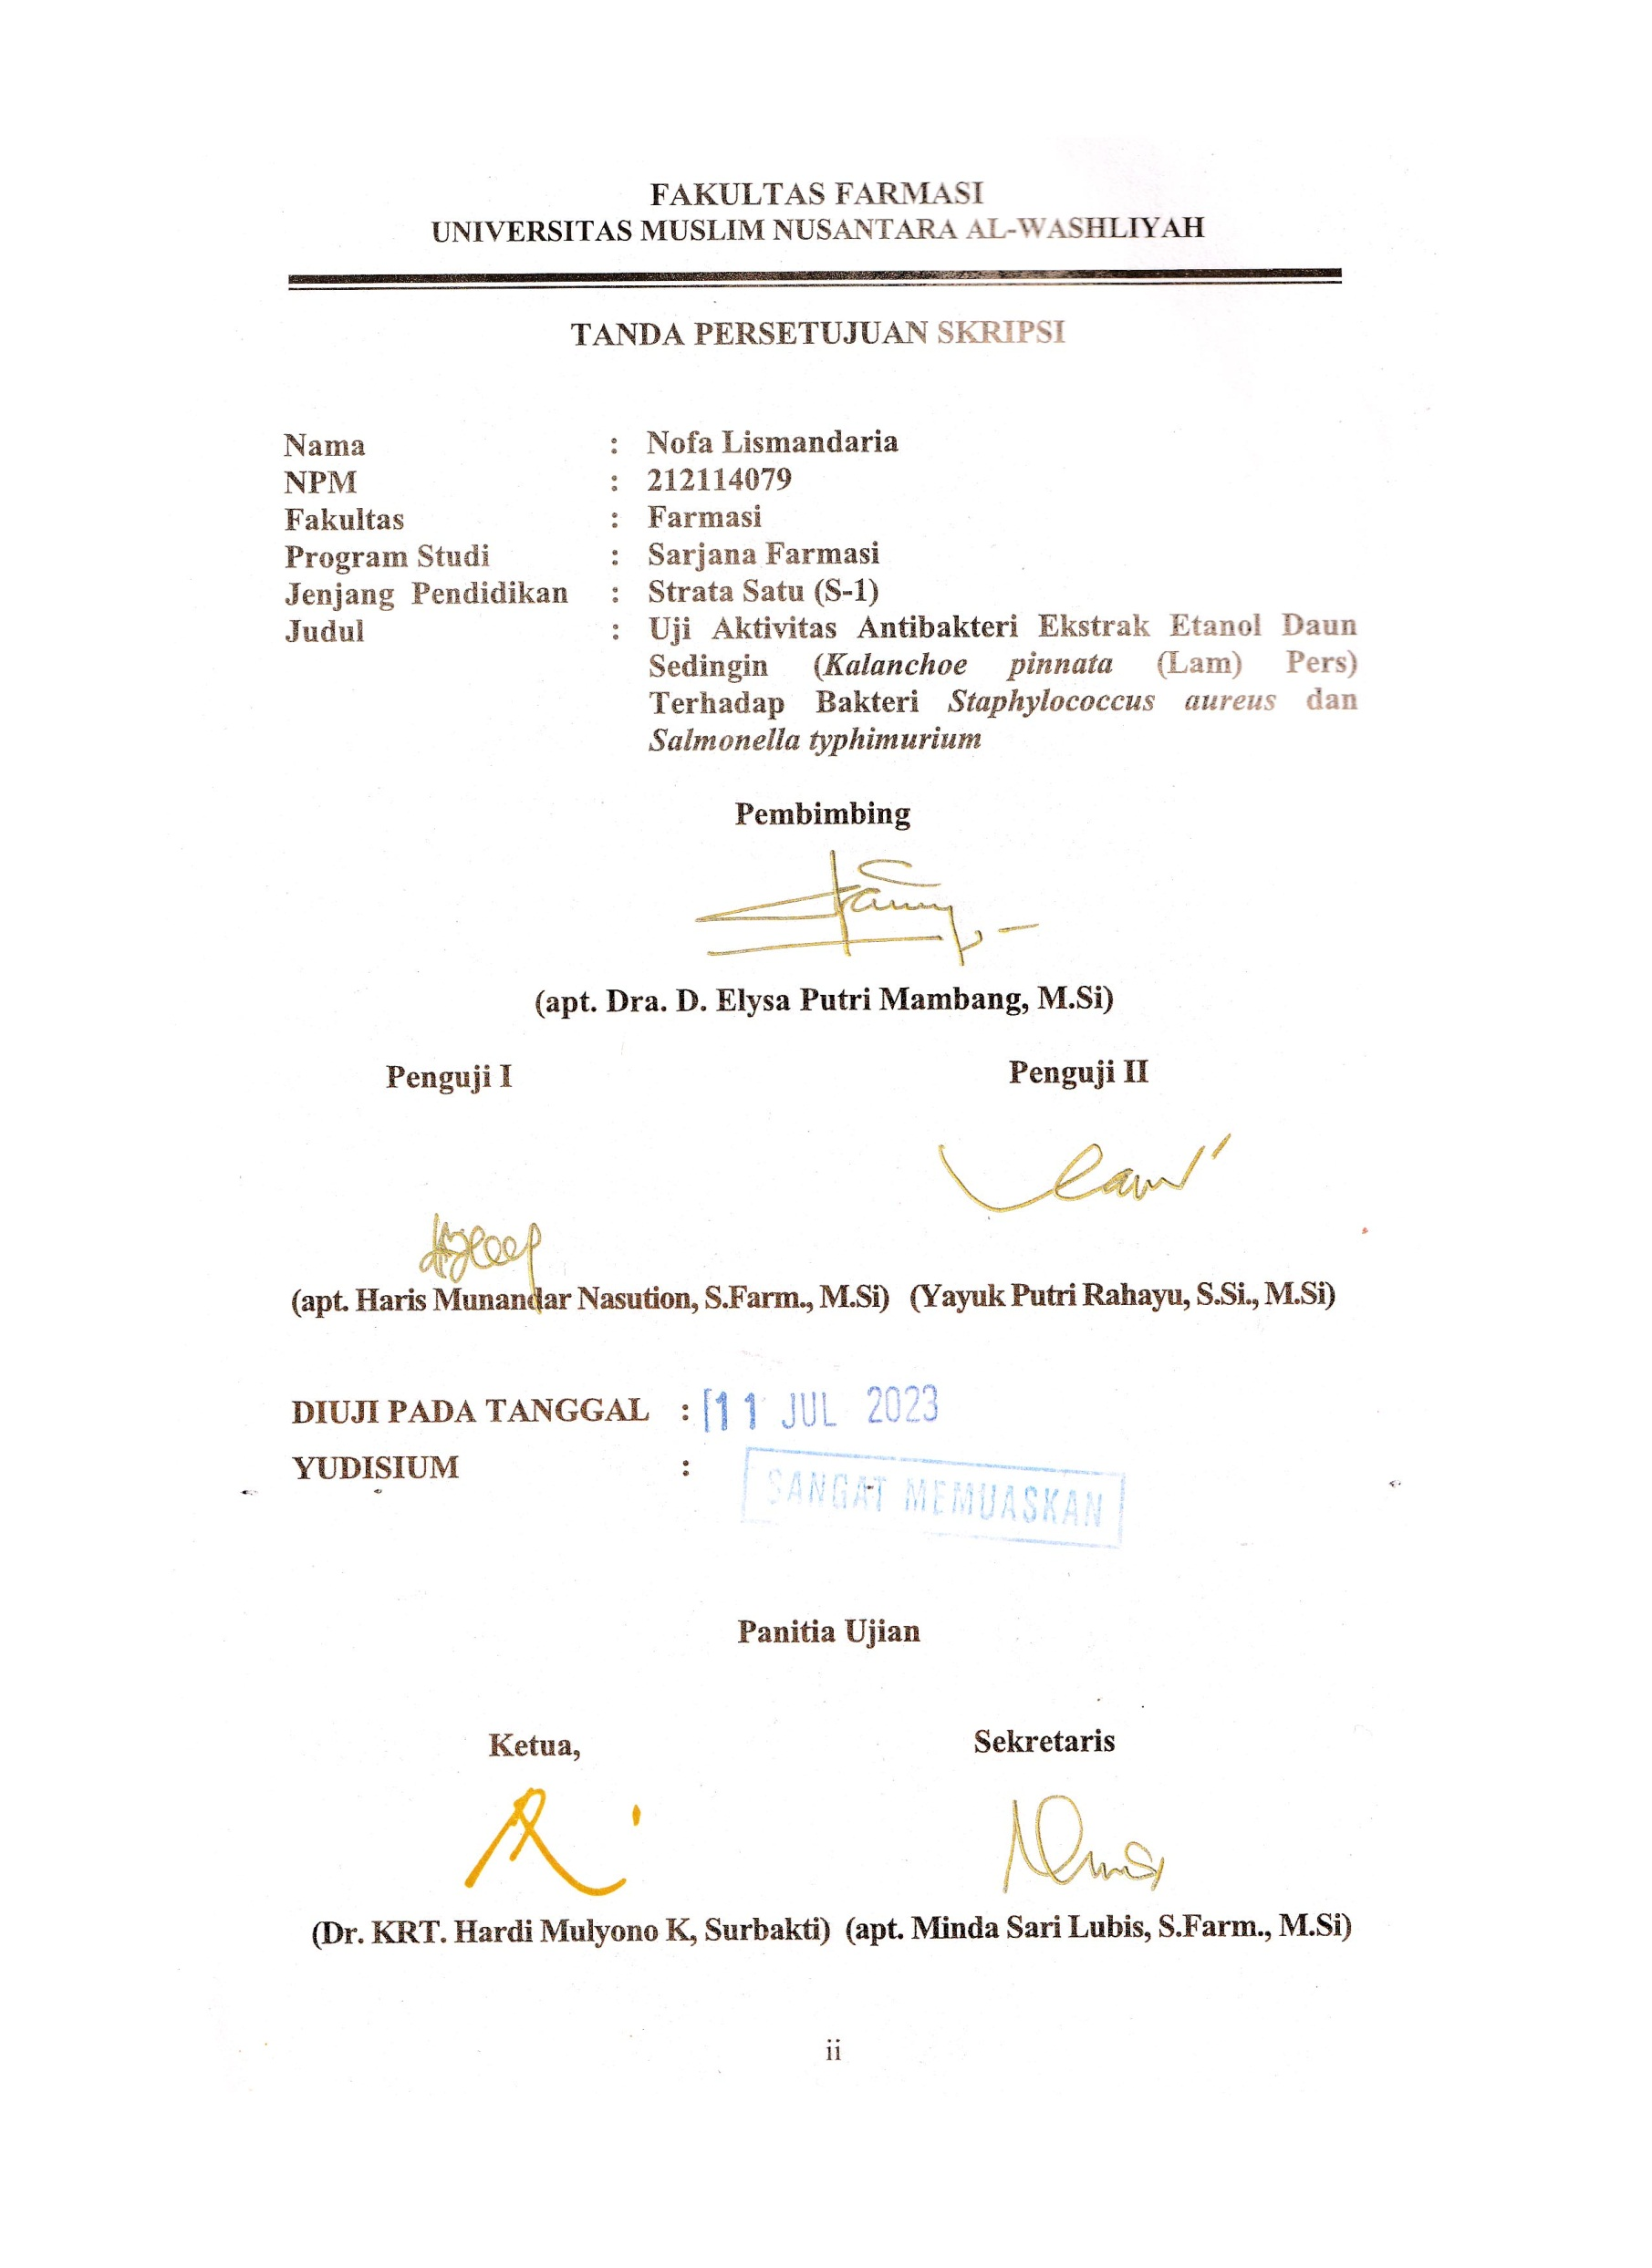 FAKULTAS FARMASI
UNIVERSITAS MUSLIM NUSANTARA AL-WASHLIYAH
TANDA PERSETUJUAN SKRIPSI
Nama : Nofa Lismandaria
NPM : 212114079
Fakultas : Farmasi
Program Studi : Sarjana Farmasi
Jenjang Pendidikan : Strata Satu (S-1)
Judul : Uji Aktivitas Antibakteri Ekstrak Etanol Daun
Sedingin (Kalanchoe pinnata (Lam) Pers)
Terhadap Bakteri Staphylococcus aureus dan
Salmonella typhimurium
Pembimbing
(apt. Dra. D. Elysa Putri Mambang, M.Si)
Penguji I Penguji II
(apt. Haris Munandar Nasution, S.Farm., M.Si) (Yayuk Putri Rahayu, S.Si., M.Si)
DIUJI PADA TANGGAL : 11 JUL 2023
YUDISIUM : SANGAT MEMUASKAN
Panitia Ujian
Ketua, Sekretaris
(Dr. KRT. Hardi Mulyono K, Surbakti) (apt. Minda Sari Lubis, S.Farm., M.Si)
ii